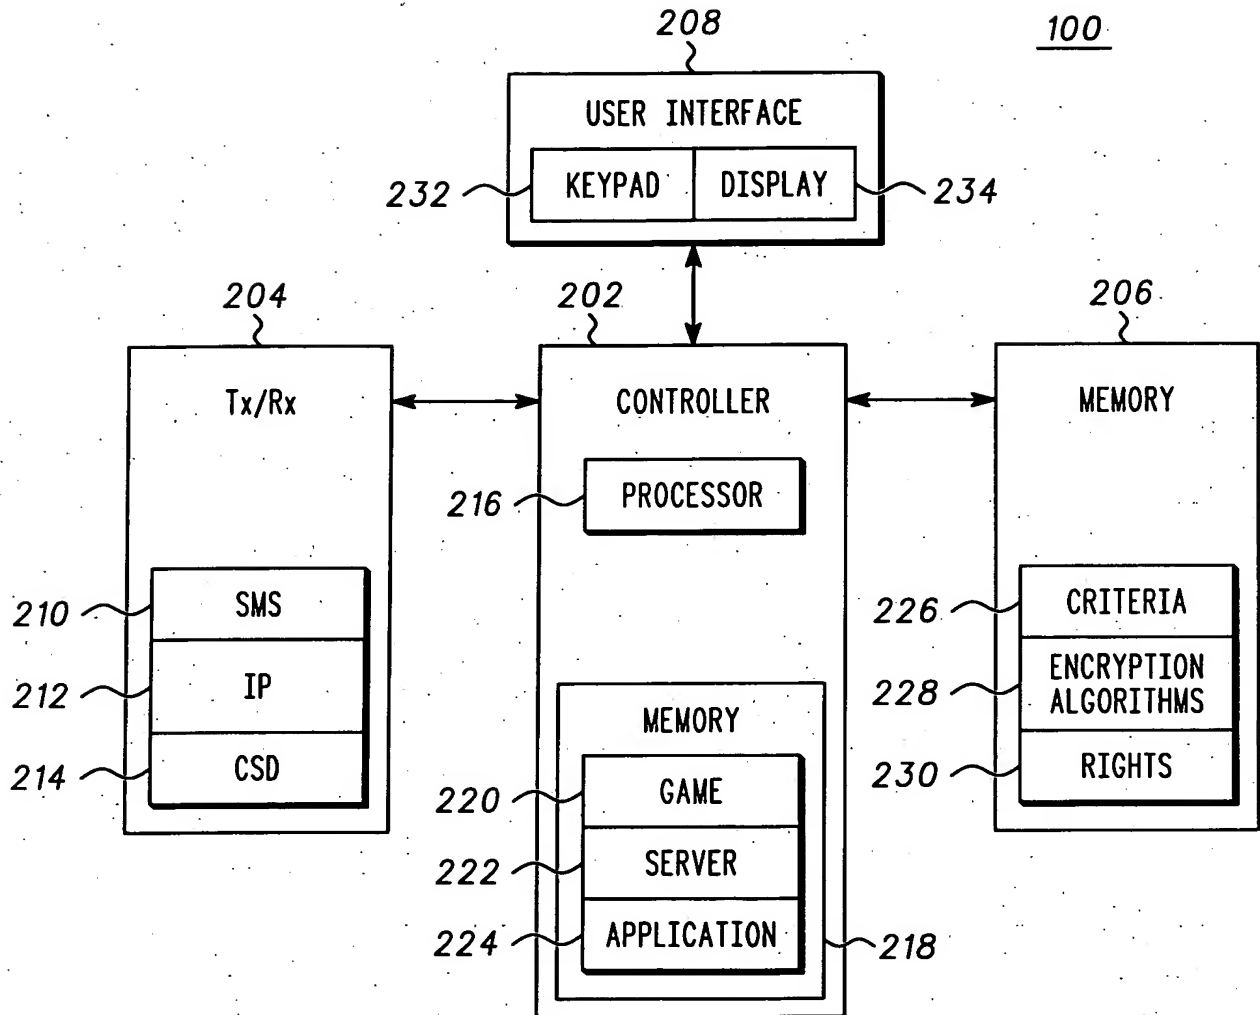 208
100
USER INTERFACE
232
KEYPAD
DISPLAY
234
204
202
206
Tx/Rx
CONTROLLER
MEMORY
216
PROCESSOR
210
SMS
212
IP
214
CSD
MEMORY
220
GAME
222
SERVER
224
APPLICATION
218
226
CRITERIA
228
ENCRYPTION
ALGORITHMS
230
RIGHTS